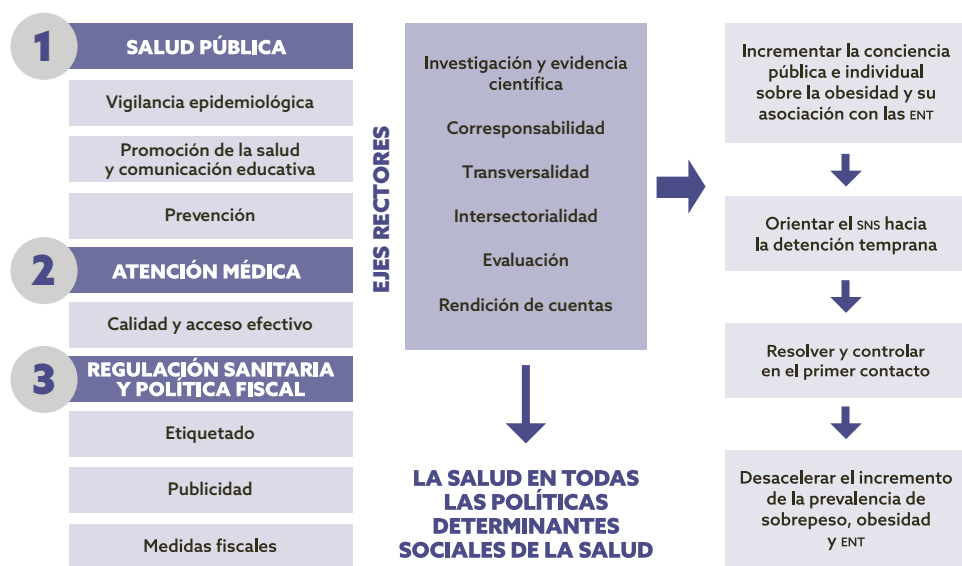 1
SALUD PÚBLICA
Vigilancia epidemiológica
Promoción de la salud
y comunicación educativa
Prevención
2
ATENCIÓN MÉDICA
Calidad y acceso efectivo
3
REGULACIÓN SANITARIA
Y POLÍTICA FISCAL
Etiquetado
Publicidad
Medidas fiscales
EJES RECTORES
Investigación y evidencia
científica
Corresponsabilidad
Transversalidad
Intersectorialidad
Evaluación
Rendición de cuentas
LA SALUD EN TODAS
LAS POLÍTICAS
DETERMINANTES
SOCIALES DE LA SALUD
Incrementar la conciencia
pública e individual
sobre la obesidad y su
asociación con las ENT
Orientar el SNS hacia
la detención temprana
Resolver y controlar
en el primer contacto
Desacelerar el incremento
de la prevalencia de
sobrepeso, obesidad
y ENT